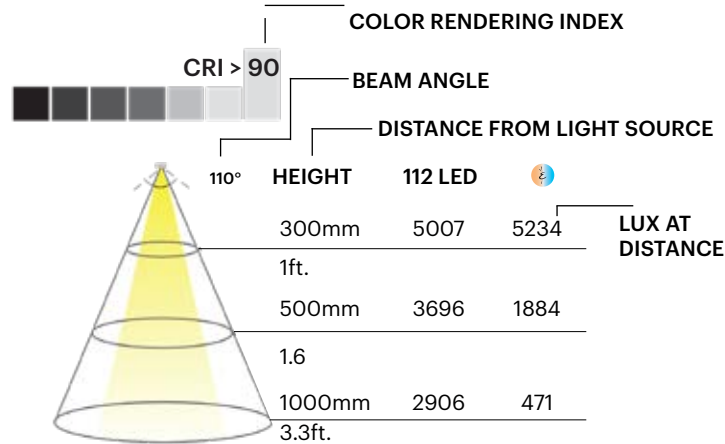 COLOR RENDERING INDEX
CRI > 90
BEAM ANGLE
DISTANCE FROM LIGHT SOURCE
110° HEIGHT 112 LED
300mm 5007 5234
LUX AT
DISTANCE
1ft.
500mm 3696 1884
1.6
1000mm 2906 471
3.3ft.